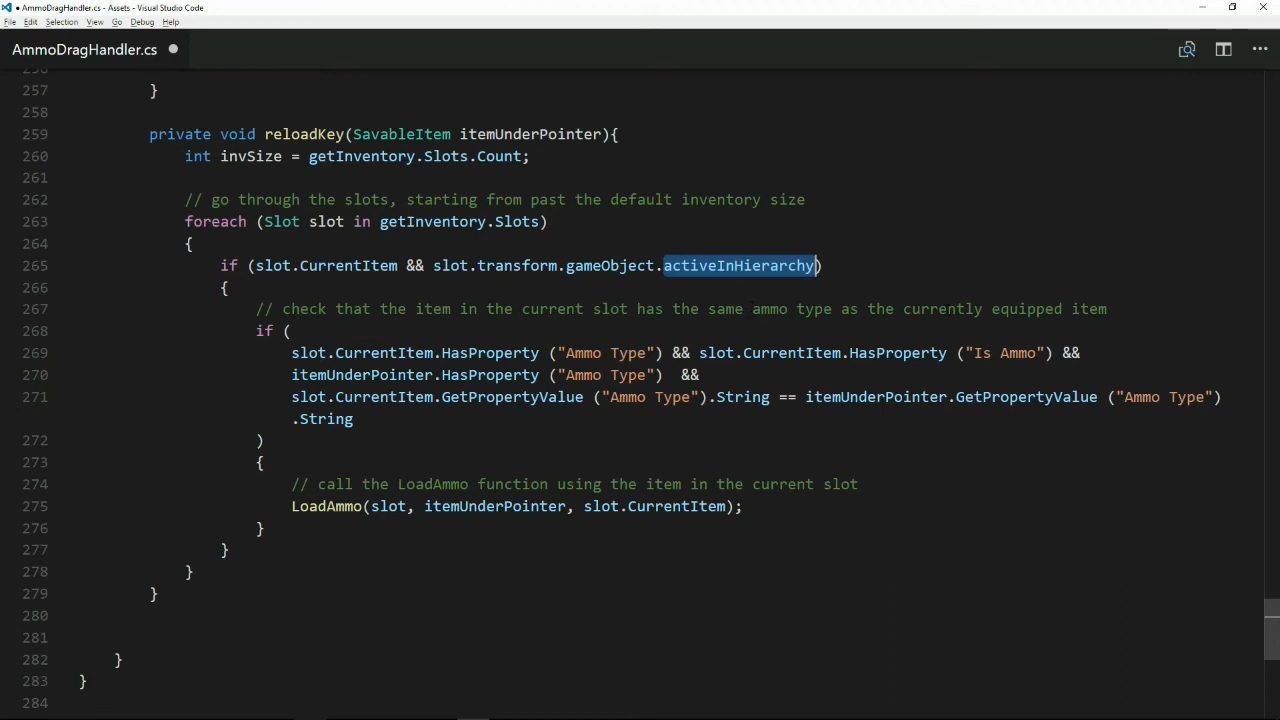 AmmoDragHandler.cs - Assets - Visual Studio Code
File Edit Selection View Go Debug Help
AmmoDragHandler.cs
256
257 }
258
259 private void reloadKey(SavableItem itemUnderPointer){
260 int invSize = getInventory.Slots.Count;
261
262 // go through the slots, starting from past the default inventory size
263 foreach (Slot slot in getInventory.Slots)
264 {
265 if (slot.CurrentItem && slot.transform.gameObject.activeInHierarchy)
266 {
267 // check that the item in the current slot has the same ammo type as the currently equipped item
268 if (
269 slot.CurrentItem.HasProperty ("Ammo Type") && slot.CurrentItem.HasProperty ("Is Ammo") &&
270 itemUnderPointer.HasProperty ("Ammo Type")  &&
271 slot.CurrentItem.GetPropertyValue ("Ammo Type").String == itemUnderPointer.GetPropertyValue ("Ammo Type")
.String
272 )
273 {
274 // call the LoadAmmo function using the item in the current slot
275 LoadAmmo(slot, itemUnderPointer, slot.CurrentItem);
276 }
277 }
278 }
279 }
280
281
282 }
283 }
284